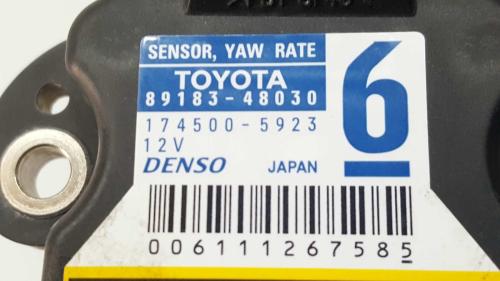 SENSOR, YAW RATE
TOYOTA
89183-48030
6
174500-5923
12V
DENSO JAPAN
006111267585